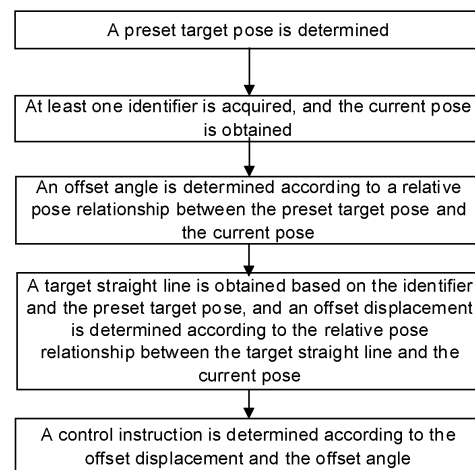 A preset target pose is determined
At least one identifier is acquired, and the current pose
is obtained
An offset angle is determined according to a relative
pose relationship between the preset target pose and
the current pose
A target straight line is obtained based on the identifier
and the preset target pose, and an offset displacement
is determined according to the relative pose
relationship between the target straight line and the
current pose
A control instruction is determined according to the
offset displacement and the offset angle